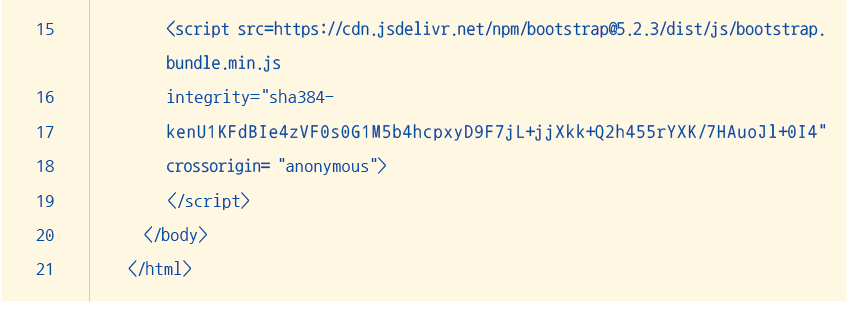 15 <script src=https://cdn.jsdelivr.net/npm/bootstrap@5.2.3/dist/js/bootstrap.
bundle.min.js
16 integrity="sha384-
17 kenU1KFdBIe4zVF0s0G1M5b4hcpxyD9F7jL+jjXkk+Q2h455rYXK/7HAuoJl+0I4"
18 crossorigin= "anonymous">
19 </script>
20 </body>
21 </html>